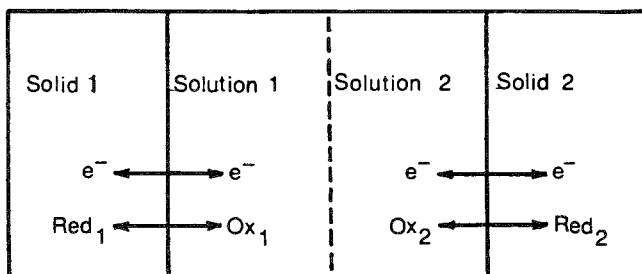 Solid 1 Solution 1 Solution 2 Solid 2
e⁻ e⁻ e⁻ e⁻
Red₁ Ox₁ Ox₂ Red₂